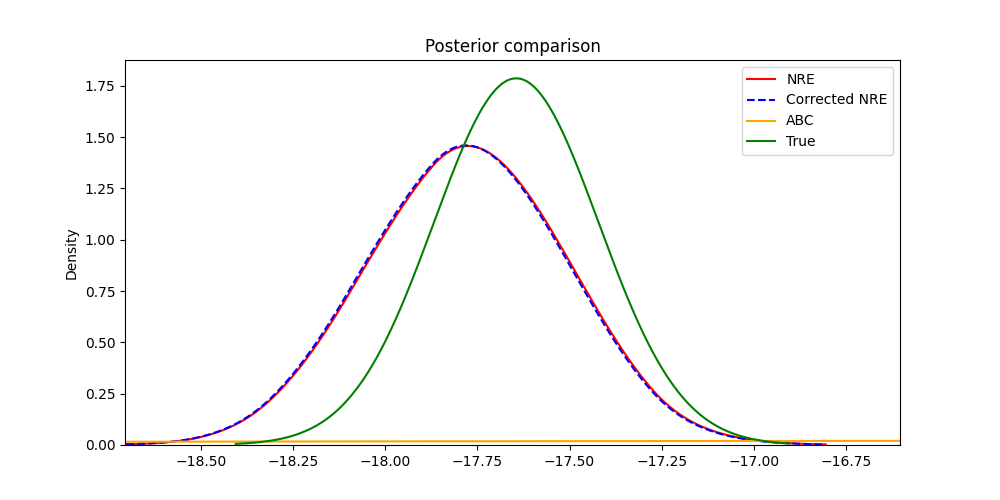 Posterior comparison
NRE
Corrected NRE
ABC
True
Density
1.75
1.50
1.25
1.00
0.75
0.50
0.25
0.00
−18.50 −18.25 −18.00 −17.75 −17.50 −17.25 −17.00 −16.75